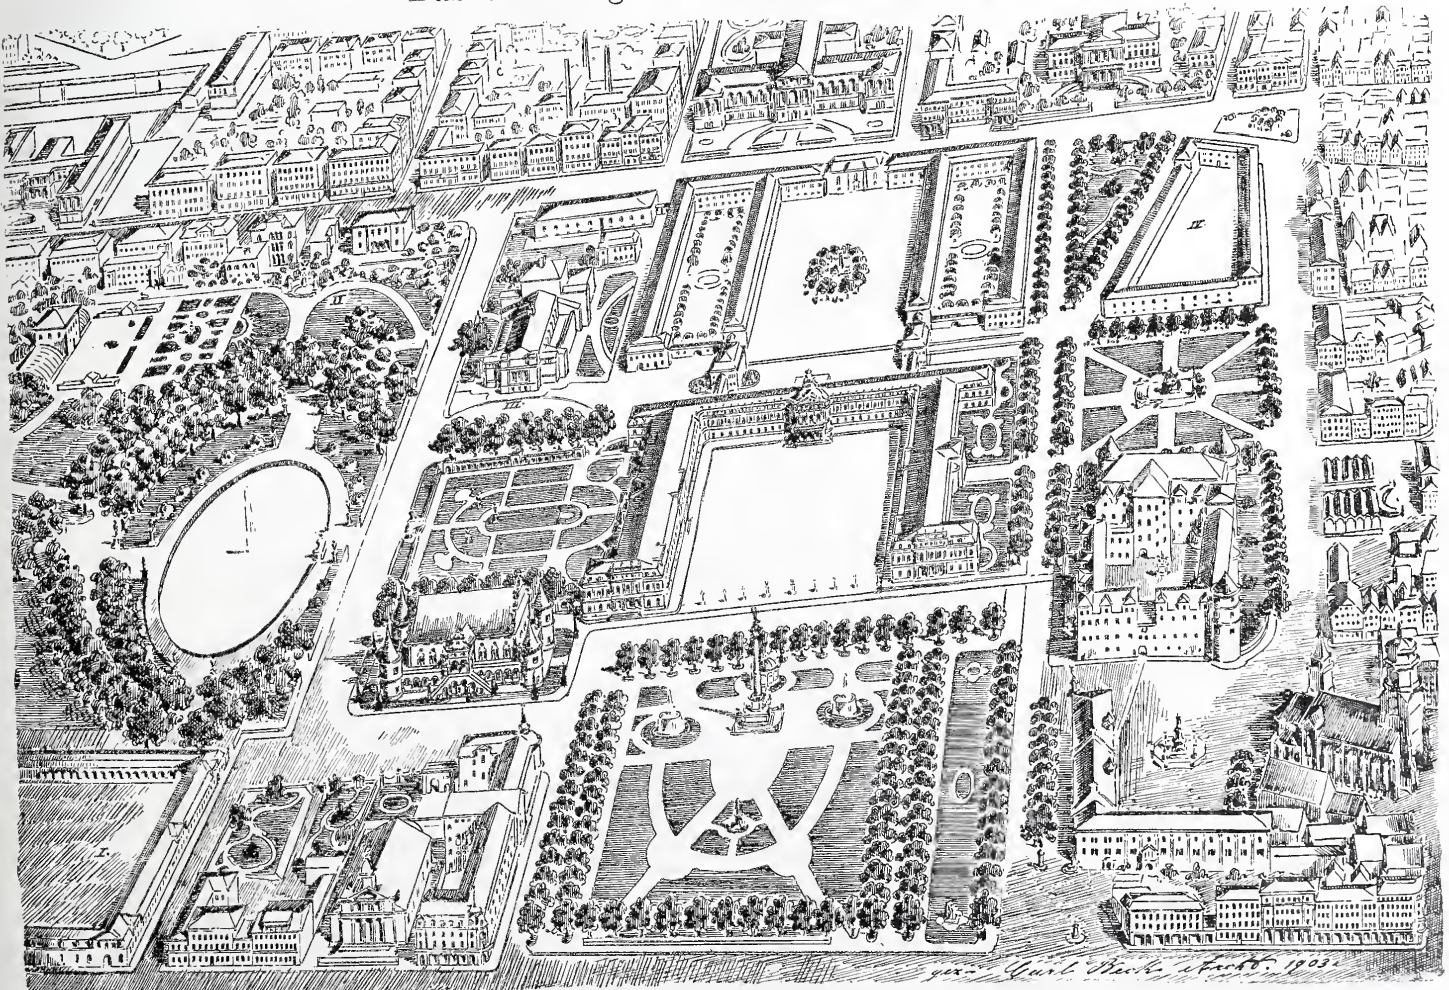 IV
II
III
I.
gez. v. Carl Beck, Archt. 1903.